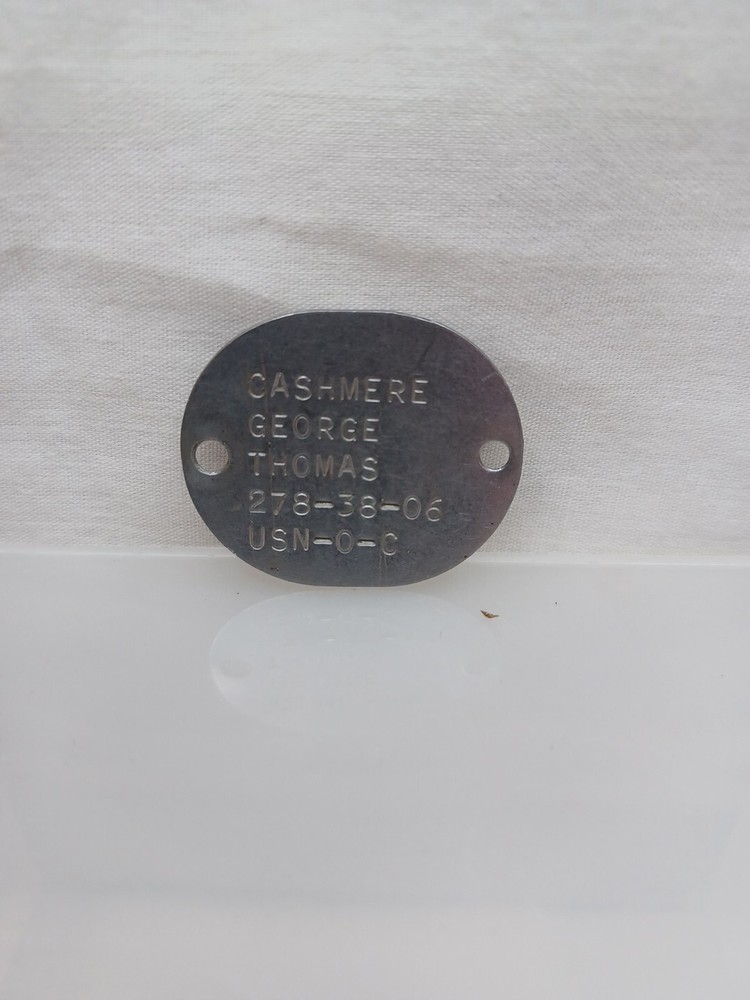 CASHMERE
GEORGE
THOMAS
278-38-06
USN-O-C